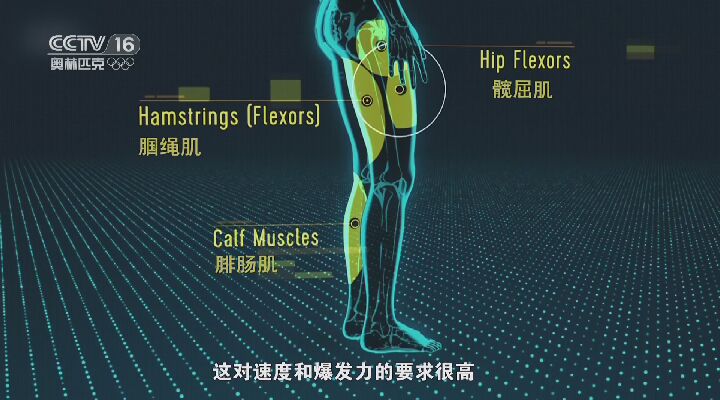 CCTV 16
奥林匹克
Hip Flexors
髋屈肌
Hamstrings (Flexors)
腘绳肌
Calf Muscles
腓肠肌
这对速度和爆发力的要求很高